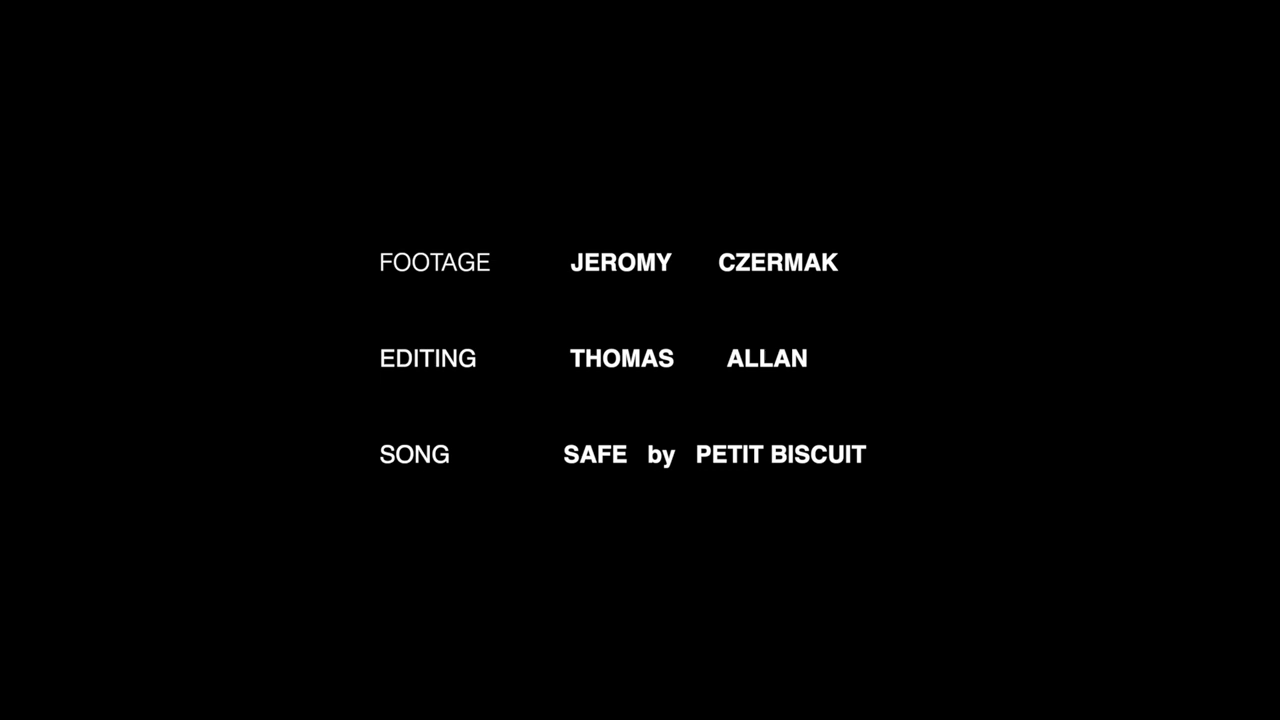 FOOTAGE JEROMY CZERMAK
EDITING THOMAS ALLAN
SONG SAFE by PETIT BISCUIT